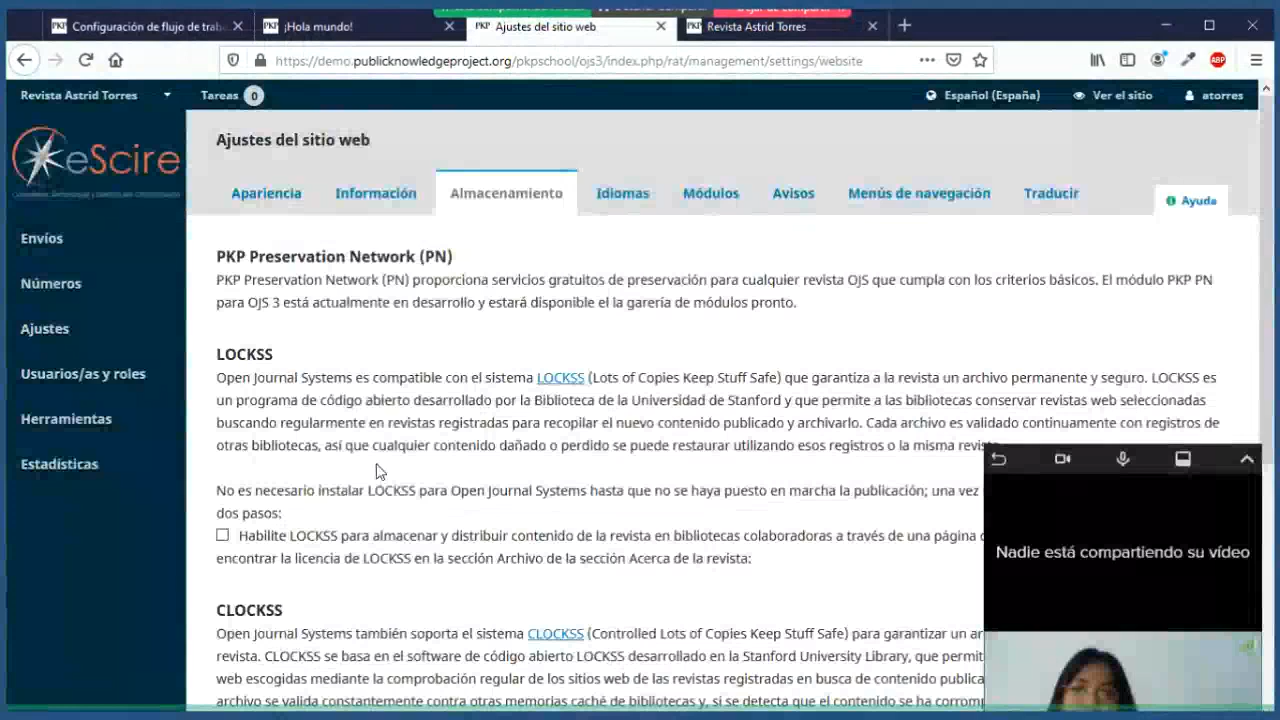 Configuración de flujo de traba
¡Hola mundo!
Ajustes del sitio web
Revista Astrid Torres
https://demo.publicknowledgeproject.org/pkpschool/ojs3/index.php/rat/management/settings/website
ABP
Revista Astrid Torres
Tareas 0
Español (España)
Ver el sitio
atorres
eScire
Ajustes del sitio web
Apariencia
Información
Almacenamiento
Idiomas
Módulos
Avisos
Menús de navegación
Traducir
Ayuda
Envíos
Números
Ajustes
Usuarios/as y roles
Herramientas
Estadísticas
PKP Preservation Network (PN)
PKP Preservation Network (PN) proporciona servicios gratuitos de preservación para cualquier revista OJS que cumpla con los criterios básicos. El módulo PKP PN
para OJS 3 está actualmente en desarrollo y estará disponible el la garería de módulos pronto.
LOCKSS
Open Journal Systems es compatible con el sistema LOCKSS (Lots of Copies Keep Stuff Safe) que garantiza a la revista un archivo permanente y seguro. LOCKSS es
un programa de código abierto desarrollado por la Biblioteca de la Universidad de Stanford y que permite a las bibliotecas conservar revistas web seleccionadas
buscando regularmente en revistas registradas para recopilar el nuevo contenido publicado y archivarlo. Cada archivo es validado continuamente con registros de
otras bibliotecas, así que cualquier contenido dañado o perdido se puede restaurar utilizando esos registros o la misma revista
No es necesario instalar LOCKSS para Open Journal Systems hasta que no se haya puesto en marcha la publicación; una vez
dos pasos:
Habilite LOCKSS para almacenar y distribuir contenido de la revista en bibliotecas colaboradoras a través de una página
encontrar la licencia de LOCKSS en la sección Archivo de la sección Acerca de la revista:
CLOCKSS
Open Journal Systems también soporta el sistema CLOCKSS (Controlled Lots of Copies Keep Stuff Safe) para garantizar un
revista. CLOCKSS se basa en el software de código abierto LOCKSS desarrollado en la Stanford University Library, que
web escogidas mediante la comprobación regular de los sitios web de las revistas registradas en busca de contenido
archivo se valida constantemente contra otras memorias caché de bibliotecas y, si se detecta que el contenido se ha
Nadie está compartiendo su vídeo